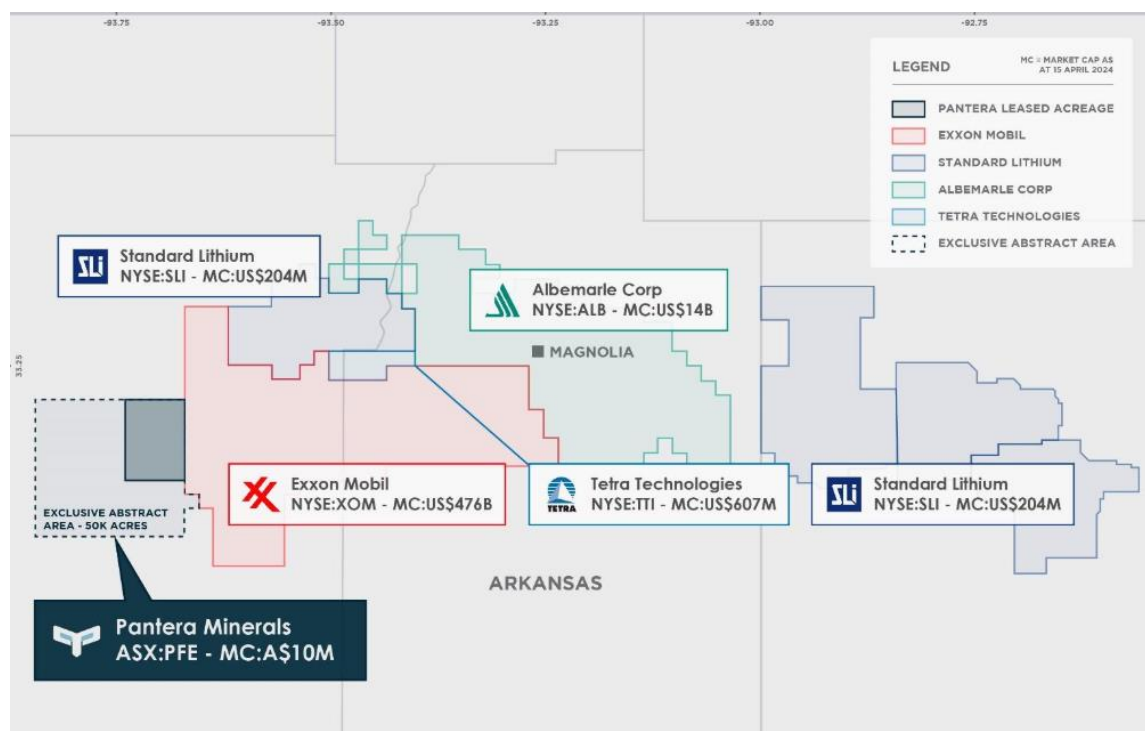 -93.75
-93.50
-93.25
-93.00
-92.75
LEGEND
MC = MARKET CAP AS
AT 15 APRIL 2024
PANTERA LEASED ACREAGE
EXXON MOBIL
STANDARD LITHIUM
ALBEMARLE CORP
TETRA TECHNOLOGIES
EXCLUSIVE ABSTRACT AREA
SLi
Standard Lithium
NYSE:SLI - MC:US$204M
Albemarle Corp
NYSE:ALB - MC:US$14B
MAGNOLIA
33.25
Exxon Mobil
NYSE:XOM - MC:US$476B
TETRA
Tetra Technologies
NYSE:TTI - MC:US$607M
SLi
Standard Lithium
NYSE:SLI - MC:US$204M
EXCLUSIVE ABSTRACT
AREA - 50K ACRES
ARKANSAS
Pantera Minerals
ASX:PFE - MC:A$10M